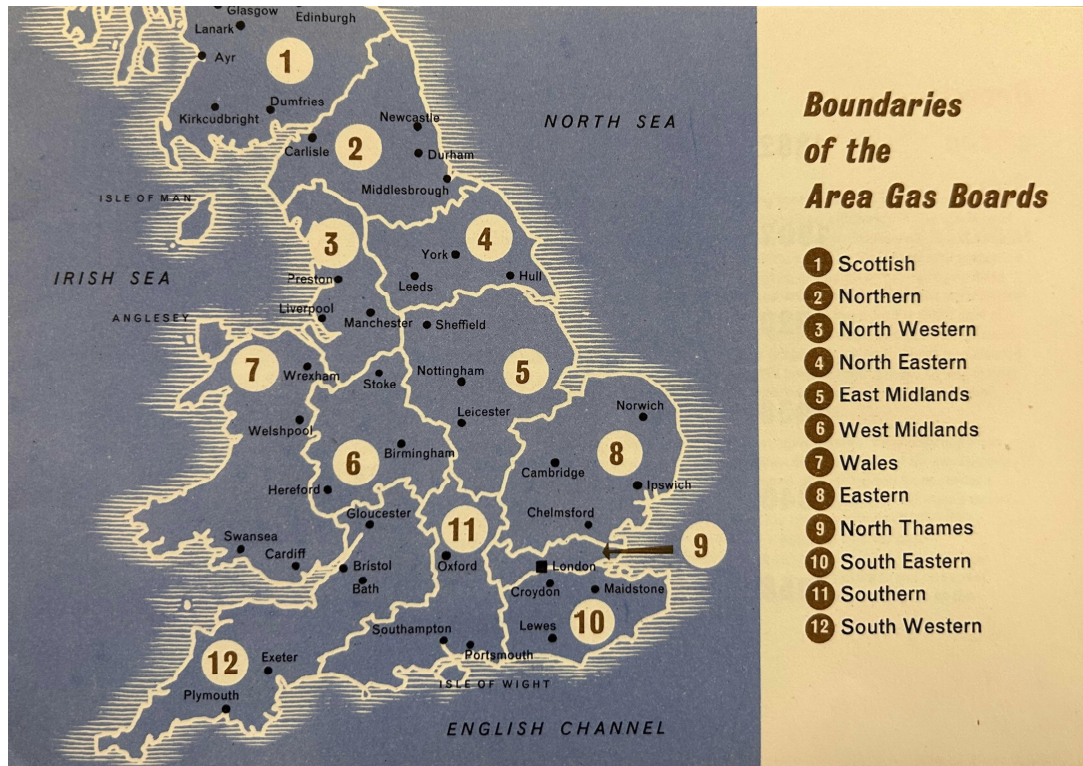 Glasgow
Edinburgh
Lanark
1
Ayr
Dumfries
Kirkcudbright
Newcastle
NORTH SEA
Carlisle
2
Durham
Middlesbrough
ISLE OF MAN
3
4
York
IRISH SEA
Preston
Leeds
Hull
Liverpool
ANGLESEY
Manchester
Sheffield
7
Wrexham
Stoke
Nottingham
5
Leicester
Norwich
Welshpool
Birmingham
6
8
Cambridge
Hereford
Ipswich
Gloucester
Chelmsford
11
Swansea
9
Cardiff
Bristol
Oxford
London
Bath
Croydon
Maidstone
Southampton
Lewes
10
Portsmouth
12
Exeter
ISLE OF WIGHT
Plymouth
ENGLISH CHANNEL
Boundaries
of the
Area Gas Boards
1 Scottish
2 Northern
3 North Western
4 North Eastern
5 East Midlands
6 West Midlands
7 Wales
8 Eastern
9 North Thames
10 South Eastern
11 Southern
12 South Western